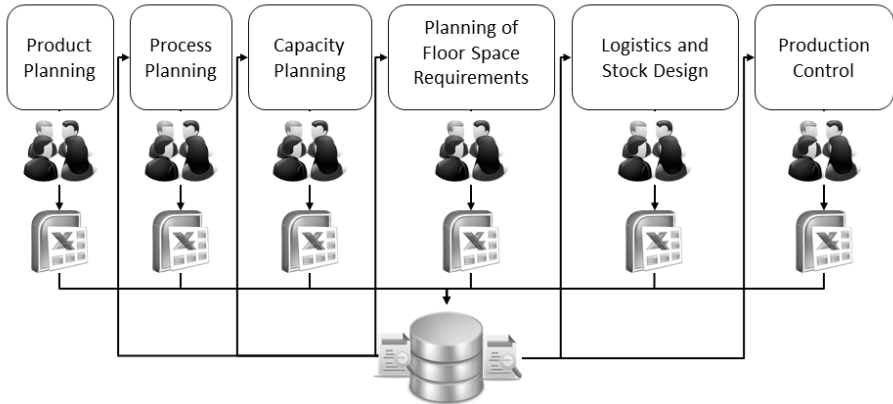 Product
Planning
Process
Planning
Capacity
Planning
Planning of
Floor Space
Requirements
Logistics and
Stock Design
Production
Control